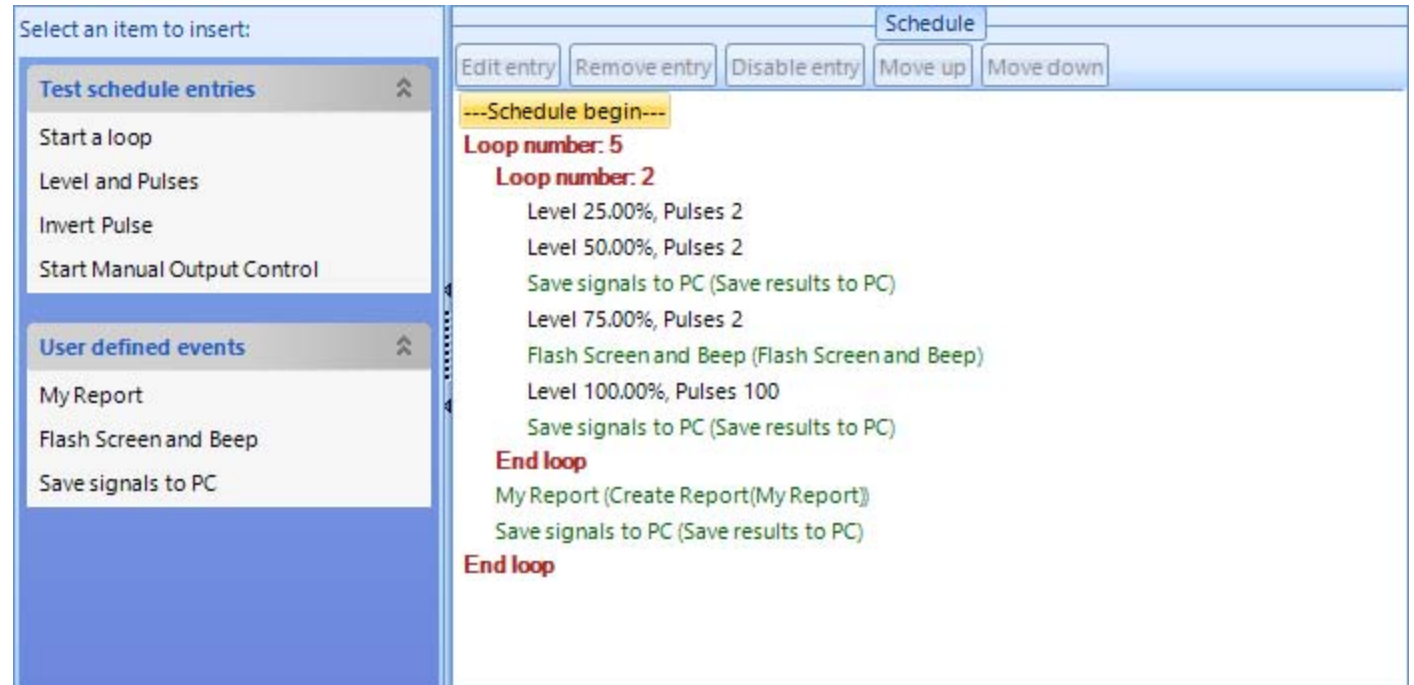 Select an item to insert:
Test schedule entries
Start a loop
Level and Pulses
Invert Pulse
Start Manual Output Control
User defined events
My Report
Flash Screen and Beep
Save signals to PC
Schedule
Edit entry Remove entry Disable entry Move up Move down
---Schedule begin---
Loop number: 5
Loop number: 2
Level 25.00%, Pulses 2
Level 50.00%, Pulses 2
Save signals to PC (Save results to PC)
Level 75.00%, Pulses 2
Flash Screen and Beep (Flash Screen and Beep)
Level 100.00%, Pulses 100
Save signals to PC (Save results to PC)
End loop
My Report (Create Report(My Report))
Save signals to PC (Save results to PC)
End loop